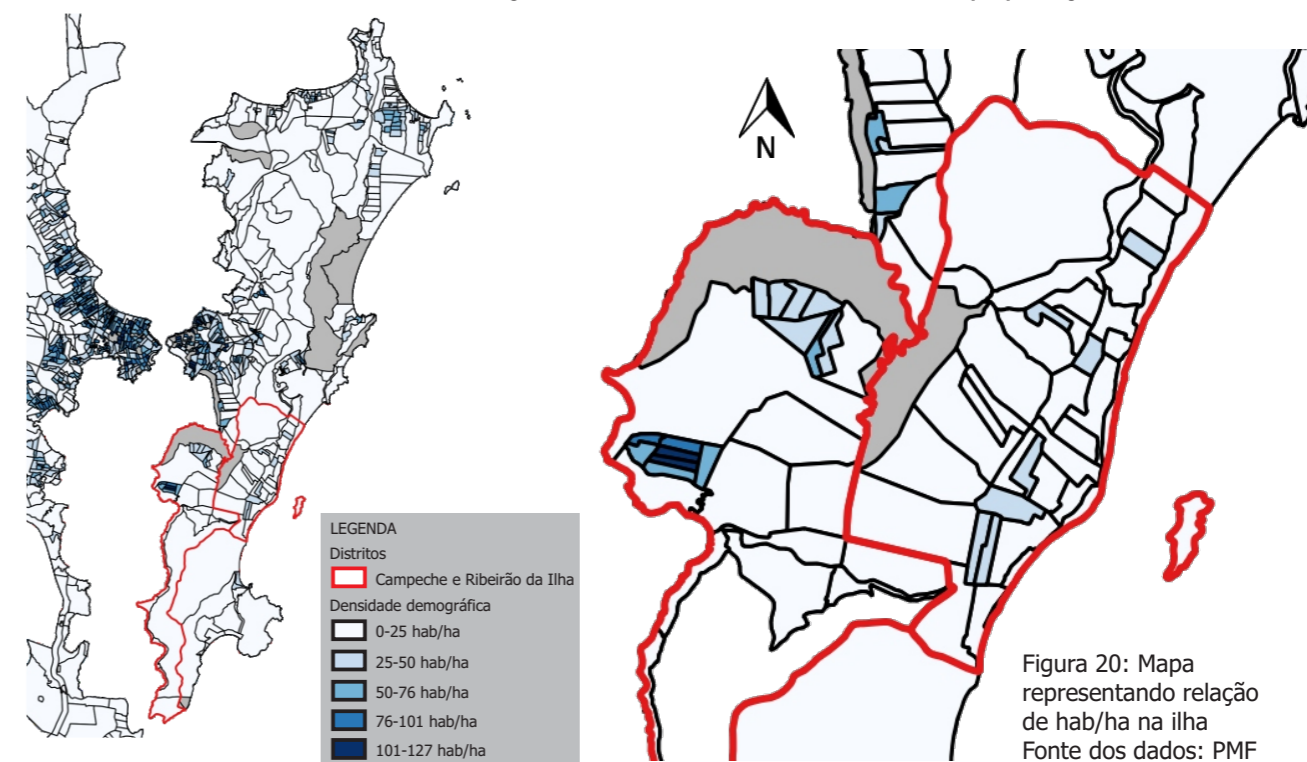 N
LEGENDA
Distritos
Campeche e Ribeirão da Ilha
Densidade demográfica
0-25 hab/ha
25-50 hab/ha
50-76 hab/ha
76-101 hab/ha
101-127 hab/ha
Figura 20: Mapa
representando relação
de hab/ha na ilha
Fonte dos dados: PMF